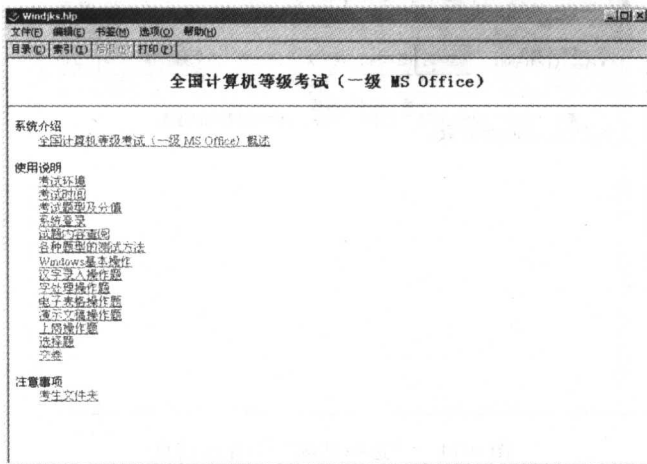 Windjks.hlp
文件(F) 编辑(E) 书签(M) 选项(O) 帮助(H)
目录(C) 索引(I) 后退(B) 打印(P)
全国计算机等级考试（一级 MS Office）
系统介绍
全国计算机等级考试（一级 MS Office）概述
使用说明
考试环境
考试时间
考试题型及分值
系统登录
试题内容查阅
各种题型的测试方法
Windows基本操作
汉字录入操作题
字处理操作题
电子表格操作题
演示文稿操作题
上网操作题
选择题
交卷
注意事项
考生文件夹